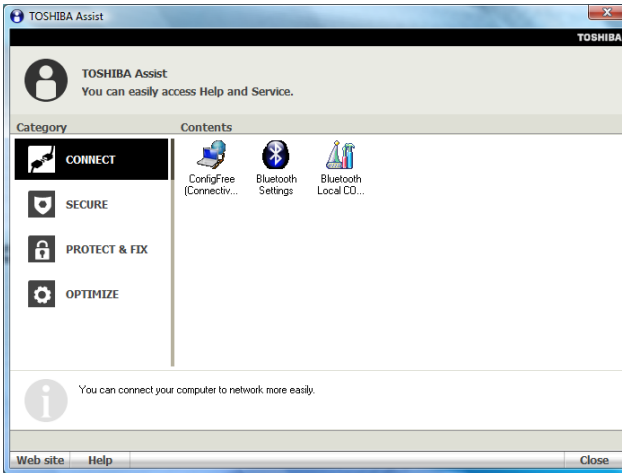 TOSHIBA Assist
TOSHIBA
TOSHIBA Assist
You can easily access Help and Service.
Category
Contents
CONNECT
SECURE
PROTECT & FIX
OPTIMIZE
ConfigFree
(Connectiv...
Bluetooth
Settings
Bluetooth
Local CO...
You can connect your computer to network more easily.
Web site
Help
Close